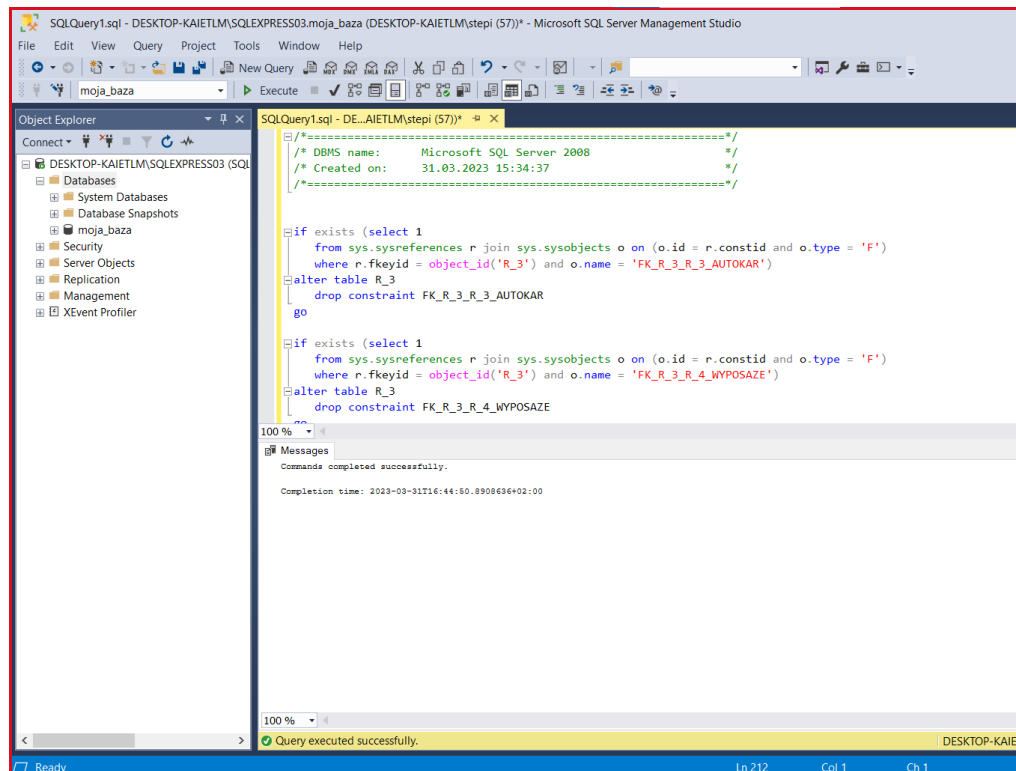 SQLQuery1.sql - DESKTOP-KAIETLM\SQLEXPRESS03.moja_baza (DESKTOP-KAIETLM\stepi (57))* - Microsoft SQL Server Management Studio
File Edit View Query Project Tools Window Help
New Query MDX DMX XMLA DAX
moja_baza Execute
Object Explorer
Connect
DESKTOP-KAIETLM\SQLEXPRESS03 (SQL
Databases
System Databases
Database Snapshots
moja_baza
Security
Server Objects
Replication
Management
XEvent Profiler
SQLQuery1.sql - DE...AIETLM\stepi (57))*
/*==============================================================*/
/* DBMS name:      Microsoft SQL Server 2008                    */
/* Created on:     31.03.2023 15:34:37                          */
/*==============================================================*/
if exists (select 1
from sys.sysreferences r join sys.sysobjects o on (o.id = r.constid and o.type = 'F')
where r.fkeyid = object_id('R_3') and o.name = 'FK_R_3_R_3_AUTOKAR')
alter table R_3
drop constraint FK_R_3_R_3_AUTOKAR
go
if exists (select 1
from sys.sysreferences r join sys.sysobjects o on (o.id = r.constid and o.type = 'F')
where r.fkeyid = object_id('R_3') and o.name = 'FK_R_3_R_4_WYPOSAZE')
alter table R_3
drop constraint FK_R_3_R_4_WYPOSAZE
go
100 %
Messages
Commands completed successfully.
Completion time: 2023-03-31T16:44:50.8908636+02:00
100 %
Query executed successfully. DESKTOP-KAIE
Ready Ln 212 Col 1 Ch 1